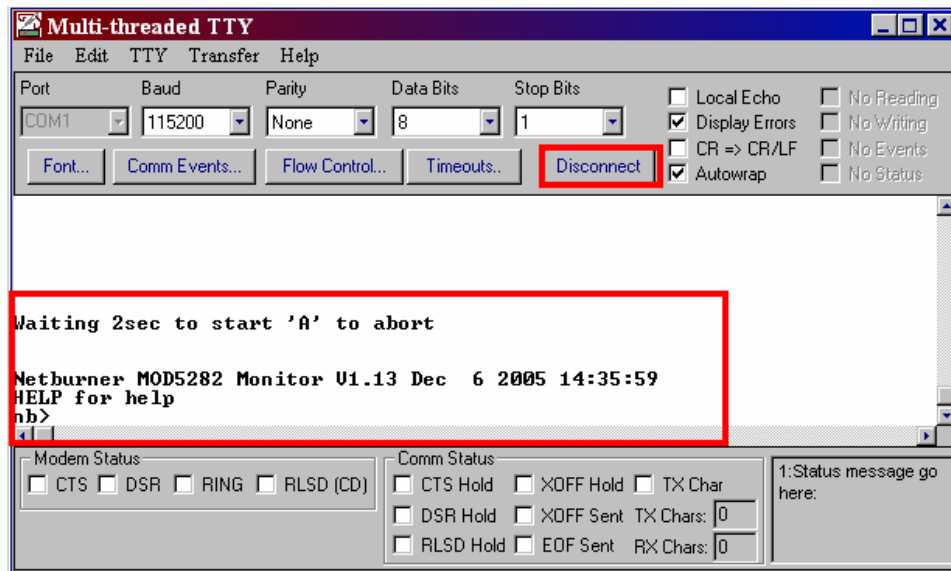 Multi-threaded TTY
File Edit TTY Transfer Help
Port Baud Parity Data Bits Stop Bits
COM1 115200 None 8 1
Font... Comm Events... Flow Control... Timeouts.. Disconnect
Local Echo No Reading
Display Errors No Writing
CR => CR/LF No Events
Autowrap No Status
Waiting 2sec to start 'A' to abort
Netburner MOD5282 Monitor V1.13 Dec  6 2005 14:35:59
HELP for help
nb>
Modem Status
CTS DSR RING RLSD (CD)
Comm Status
CTS Hold XOFF Hold TX Char
DSR Hold XOFF Sent TX Chars: 0
RLSD Hold EOF Sent RX Chars: 0
1:Status message go
here: